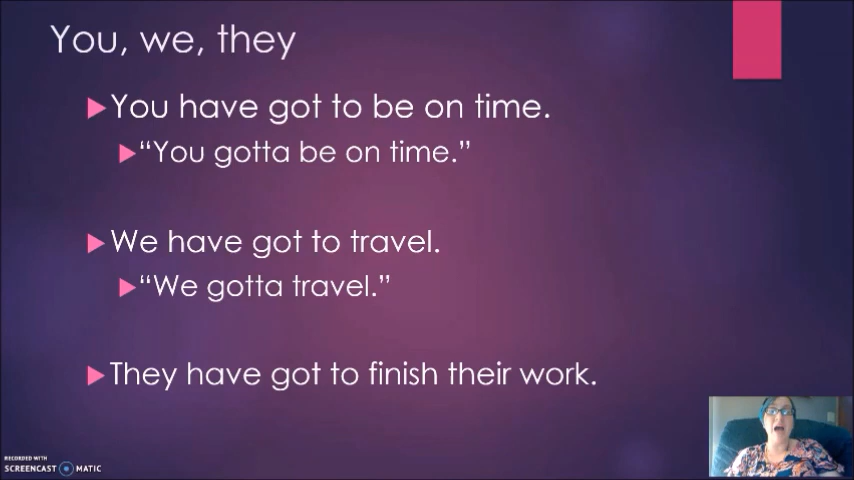 You, we, they
You have got to be on time.
“You gotta be on time.”
We have got to travel.
“We gotta travel.”
They have got to finish their work.
RECORDED WITH
SCREENCAST MATIC